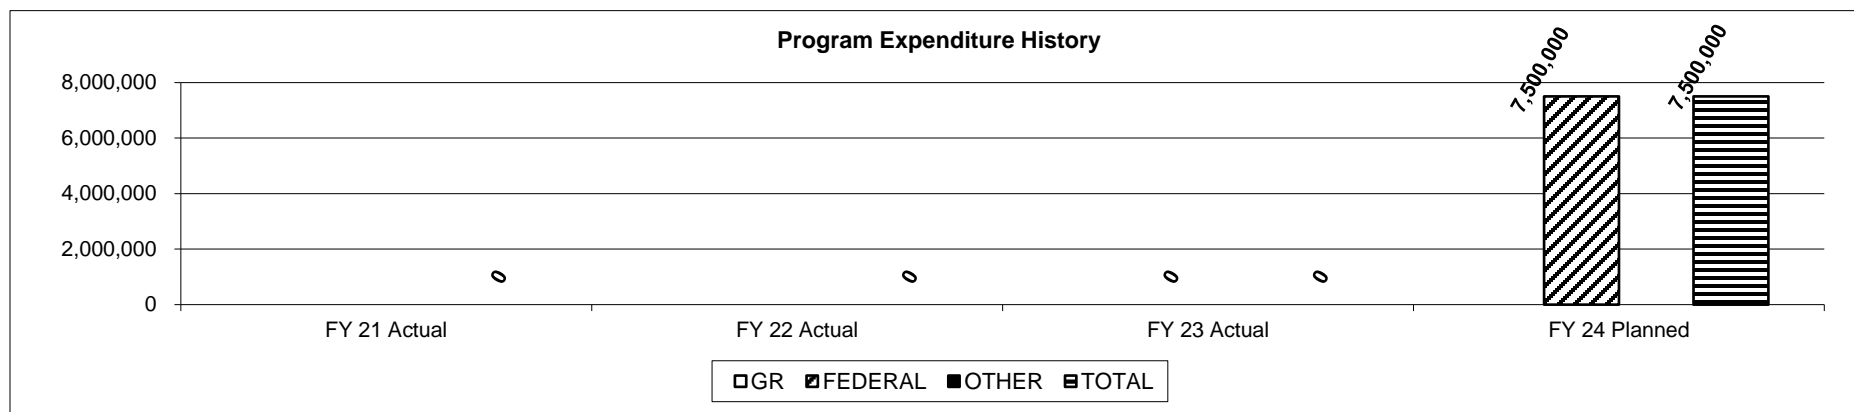 Program Expenditure History
7,500,000
7,500,000
8,000,000
6,000,000
4,000,000
2,000,000
0
0
0
0
0
FY 21 Actual
FY 22 Actual
FY 23 Actual
FY 24 Planned
GR FEDERAL OTHER TOTAL